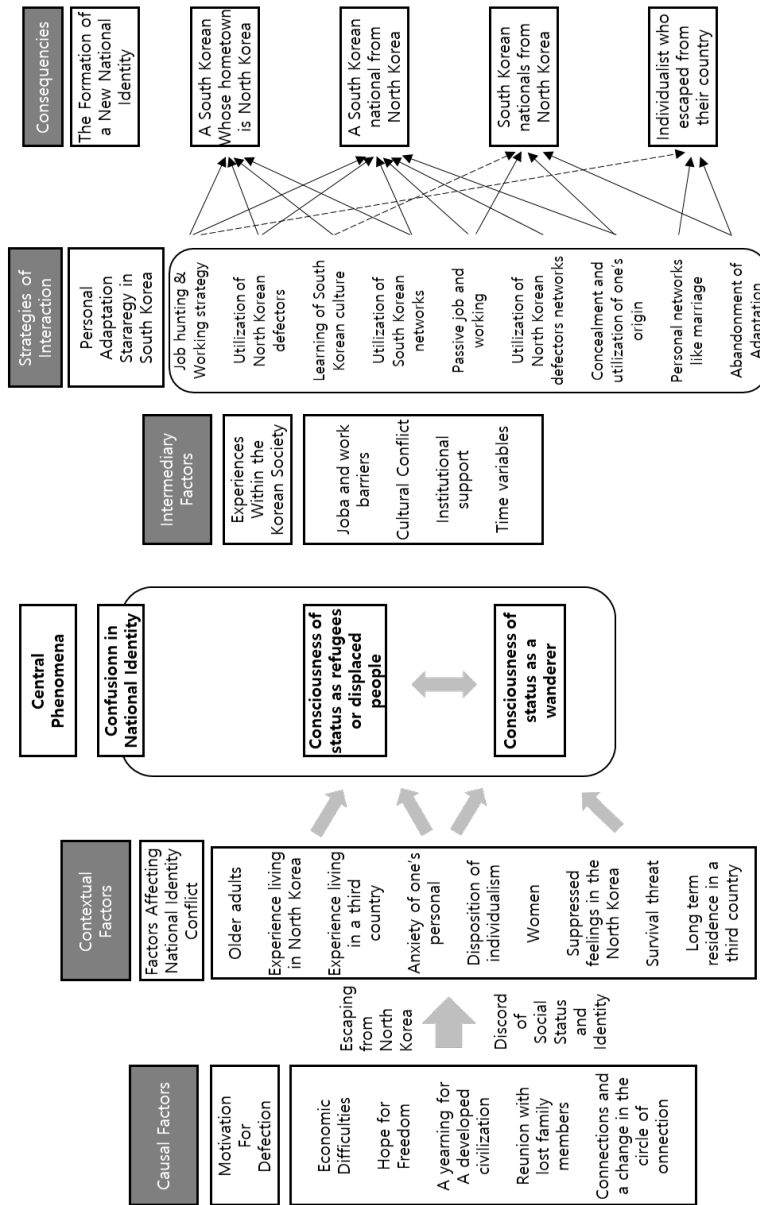 Causal Factors
Motivation
For
Defection
Economic
Difficulties
Hope for
Freedom
A yearning for
A developed
civilization
Reunion with
lost family
members
Connections and
a change in the
circle of
onnection
Escaping
from
North
Korea
Discord
of
Social
Status
and
Identity
Contextual
Factors
Factors Affecting
National Identity
Conflict
Older adults
Experience living
in North Korea
Experience living
in a third
country
Anxiety of one's
personal
Disposition of
individualism
Women
Suppressed
feelings in the
North Korea
Survival threat
Long term
residence in a
third country
Central
Phenomena
Confusionn in
National Identity
Consciousness of
status as refugees
or displaced
people
Consciousness of
status as a
wanderer
Intermediary
Factors
Experiences
Within the
Korean Society
Joba and work
barriers
Cultural Conflict
Institutional
support
Time variables
Strategies of
Interaction
Personal
Adaptation
Stararegy in
South Korea
Job hunting &
Working strategy
Utilization of
North Korean
defectors
Learning of South
Korean culture
Utilization of
South Korean
networks
Passive job and
working
Utilization of
North Korean
defectors networks
Concealment and
utilization of one's
origin
Personal networks
like marriage
Abandonment of
Adaptation
Consequencies
The Formation of
a New National
Identity
A South Korean
Whose hometown
is North Korea
A South Korean
national from
North Korea
South Korean
nationals from
North Korea
Individualist who
escaped from
their country